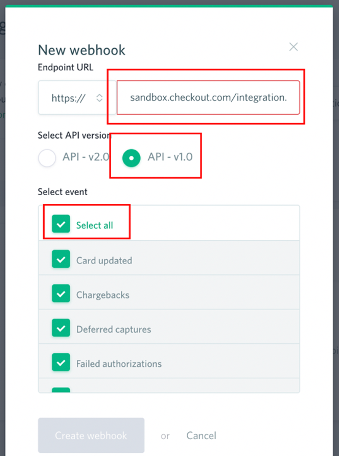 New webhook
Endpoint URL
https://
sandbox.checkout.com/integration.
Select API version
API - v2.0
API - v1.0
Select event
Select all
Card updated
Chargebacks
Deferred captures
Failed authorizations
Create webhook or Cancel